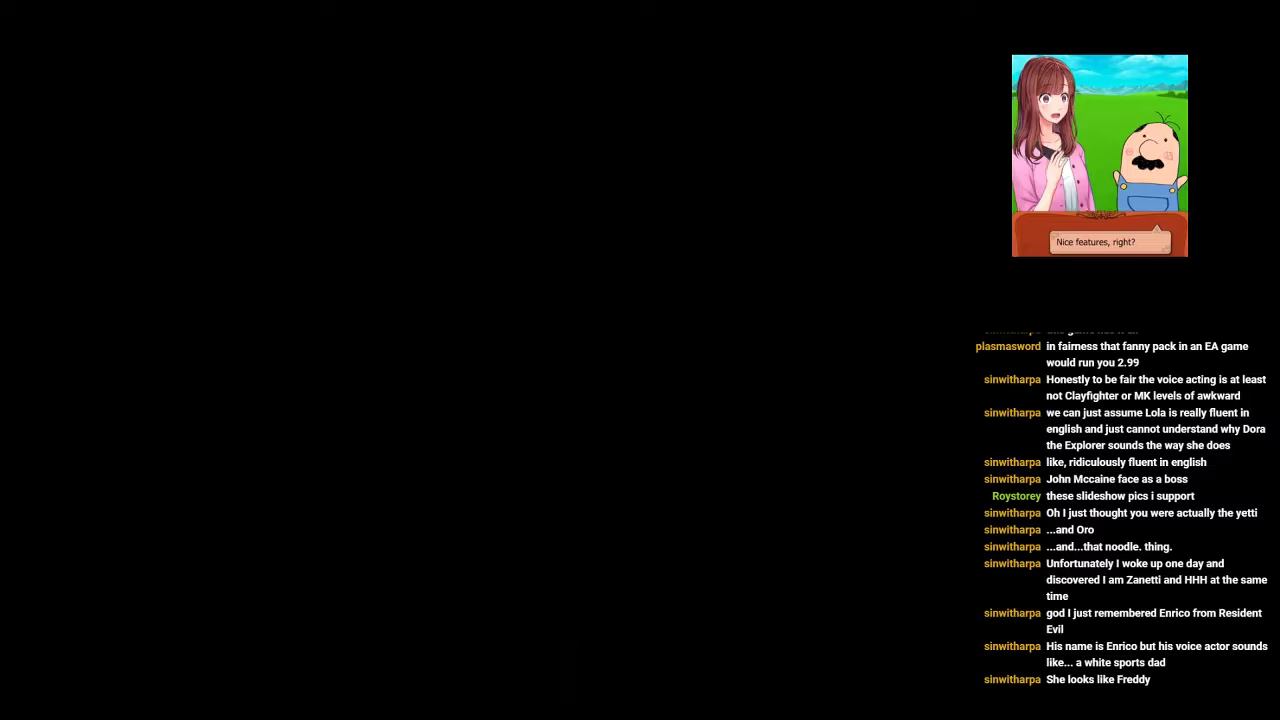 Nice features, right?
plasmasword in fairness that fanny pack in an EA game
would run you 2.99
sinwitharpa Honestly to be fair the voice acting is at least
not Clayfighter or MK levels of awkward
sinwitharpa we can just assume Lola is really fluent in
english and just cannot understand why Dora
the Explorer sounds the way she does
sinwitharpa like, ridiculously fluent in english
sinwitharpa John Mccaine face as a boss
Roystorey these slideshow pics i support
sinwitharpa Oh I just thought you were actually the yetti
sinwitharpa ...and Oro
sinwitharpa ...and...that noodle. thing.
sinwitharpa Unfortunately I woke up one day and
discovered I am Zanetti and HHH at the same
time
sinwitharpa god I just remembered Enrico from Resident
Evil
sinwitharpa His name is Enrico but his voice actor sounds
like... a white sports dad
sinwitharpa She looks like Freddy